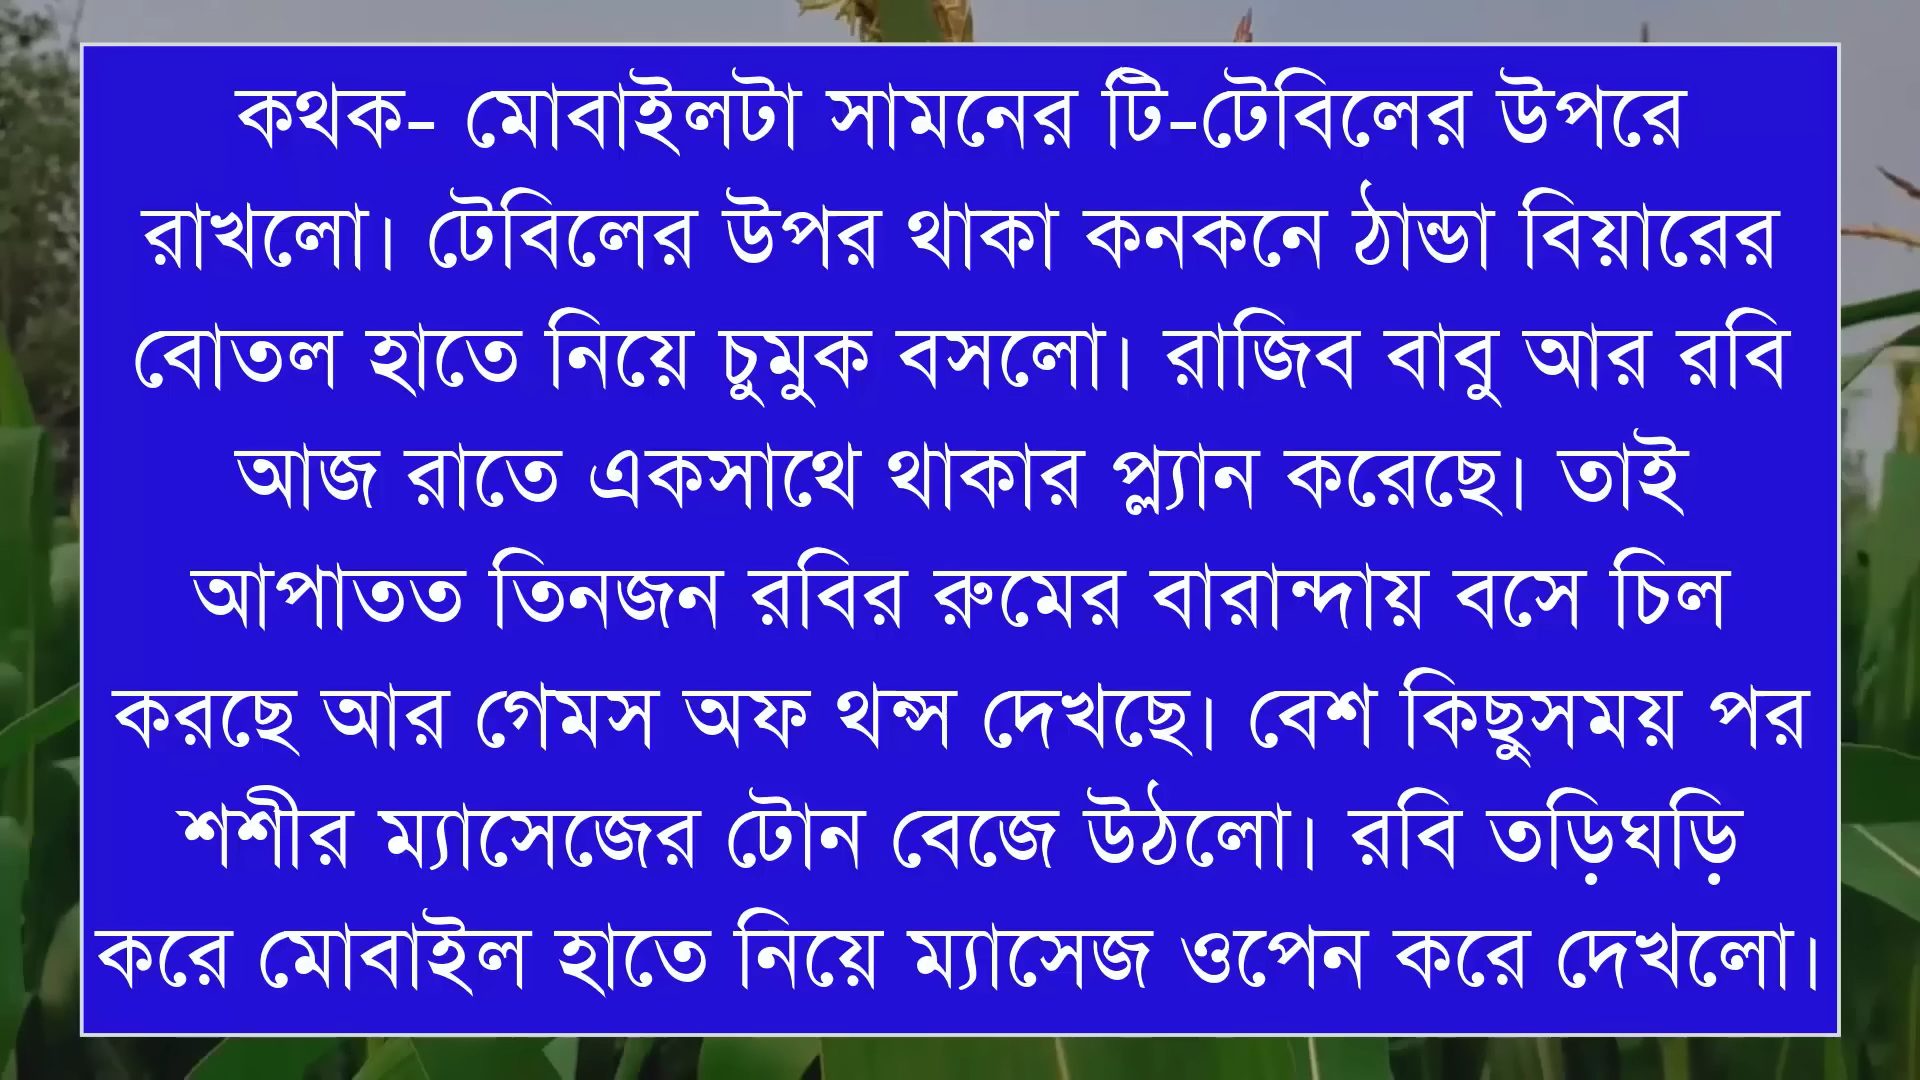 কথক- মোবাইলটা সামনের টি-টেবিলের উপরে
রাখলো। টেবিলের উপর থাকা কনকনে ঠান্ডা বিয়ারের
বোতল হাতে নিয়ে চুমুক বসলো। রাজিব বাবু আর রবি
আজ রাতে একসাথে থাকার প্ল্যান করেছে। তাই
আপাতত তিনজন রবির রুমের বারান্দায় বসে চিল
করছে আর গেমস অফ থন্স দেখছে। বেশ কিছুসময় পর
শশীর ম্যাসেজের টোন বেজে উঠলো। রবি তড়িঘড়ি
করে মোবাইল হাতে নিয়ে ম্যাসেজ ওপেন করে দেখলো।